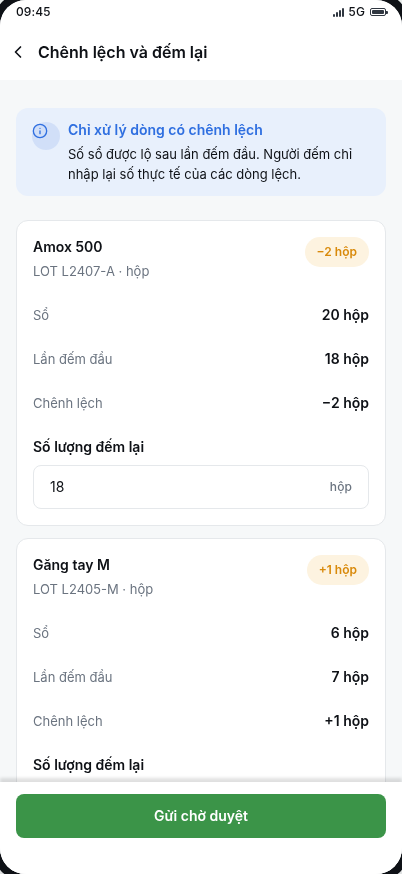 09:45
5G
Chênh lệch và đếm lại
Chỉ xử lý dòng có chênh lệch
Số sổ được lộ sau lần đếm đầu. Người đếm chỉ
nhập lại số thực tế của các dòng lệch.
Amox 500
−2 hộp
LOT L2407-A · hộp
Sổ
20 hộp
Lần đếm đầu
18 hộp
Chênh lệch
−2 hộp
Số lượng đếm lại
18
hộp
Găng tay M
+1 hộp
LOT L2405-M · hộp
Sổ
6 hộp
Lần đếm đầu
7 hộp
Chênh lệch
+1 hộp
Số lượng đếm lại
Gửi chờ duyệt